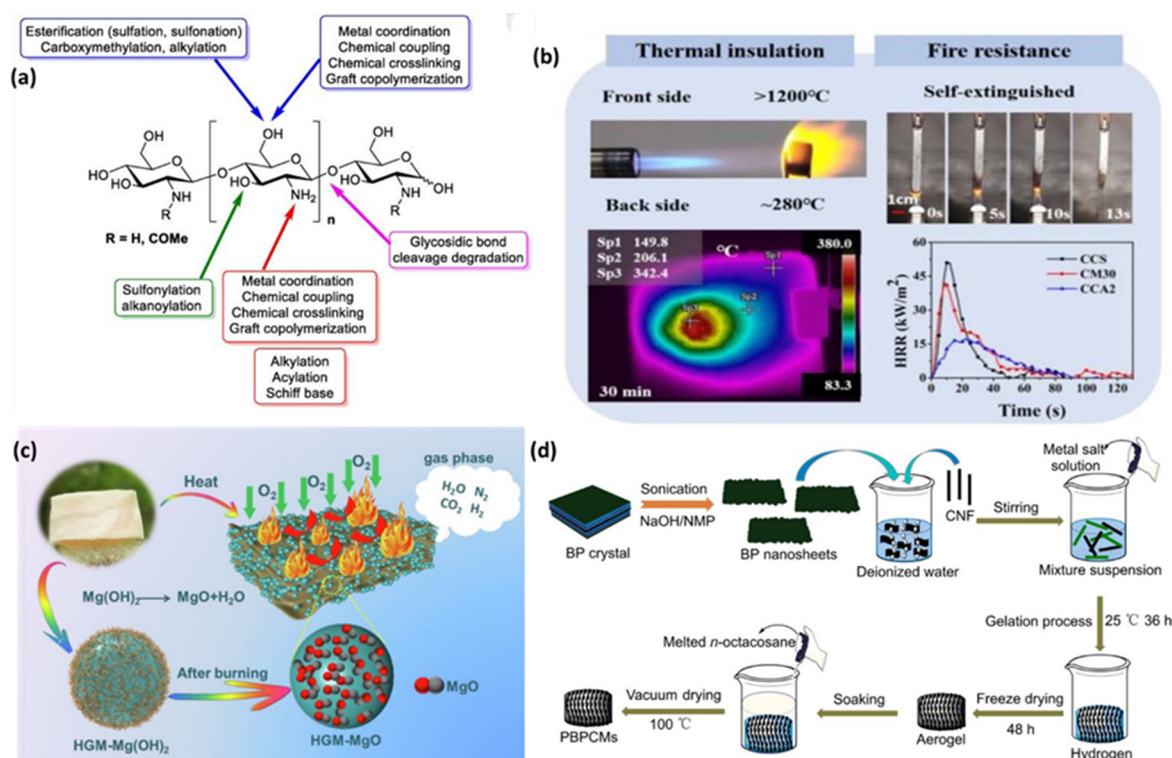 (a)
Esterification (sulfation, sulfonation)
Carboxymethylation, alkylation
Metal coordination
Chemical coupling
Chemical crosslinking
Graft copolymerization
OH
OH
OH
HO
O
HO
NH
R
O
HO
O
NH2
n
O
HO
O
NH
R
OH
R = H, COMe
Glycosidic bond
cleavage degradation
Sulfonylation
alkanoylation
Metal coordination
Chemical coupling
Chemical crosslinking
Graft copolymerization
Alkylation
Acylation
Schiff base
(b)
Thermal insulation
Front side >1200°C
Back side ~280°C
Sp1 149.8
Sp2 206.1
Sp3 342.4
°C
380.0
Sp1
Sp2
Sp3
30 min
83.3
Fire resistance
Self-extinguished
1cm
0s
5s
10s
13s
HRR (kW/m2)
60
45
30
15
0
CCS
CM30
CCA2
0 20 40 60 80 100 120
Time (s)
(c)
Heat
O2
O2
O2
O2
gas phase
H2O N2
CO2 H2
Mg(OH)2 → MgO+H2O
After burning
MgO
HGM-Mg(OH)2
HGM-MgO
(d)
Metal salt
solution
Sonication
NaOH/NMP
BP crystal
BP nanosheets
CNF
Stirring
Deionized water
Mixture suspension
Gelation process
25 ℃ 36 h
Melted n-octacosane
Vacuum drying
100 ℃
Soaking
Freeze drying
48 h
PBPCMs
Aerogel
Hydrogen